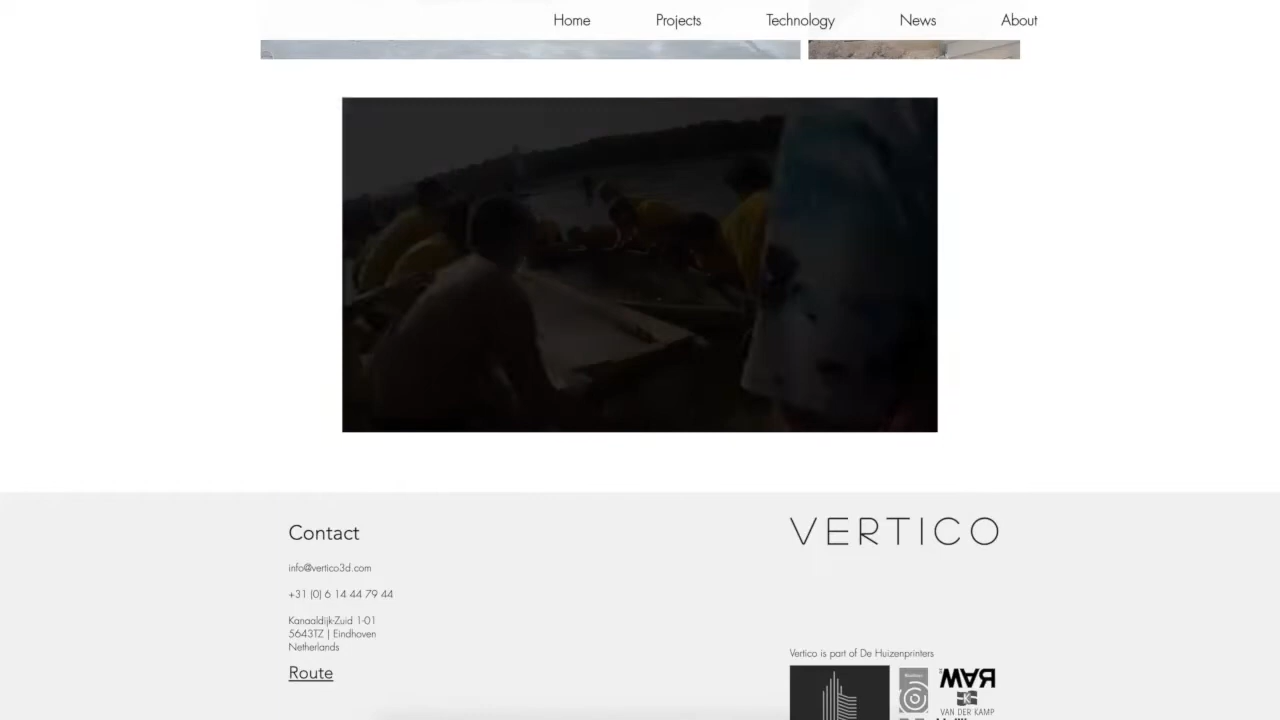 Home Projects Technology News About
Contact
VERTICO
info@vertico3d.com
+31 (0) 6 14 44 79 44
Kanaaldijk-Zuid 1-01
5643TZ | Eindhoven
Netherlands
Route
Vertico is part of De Huizenprinters
VAN DER KAMP